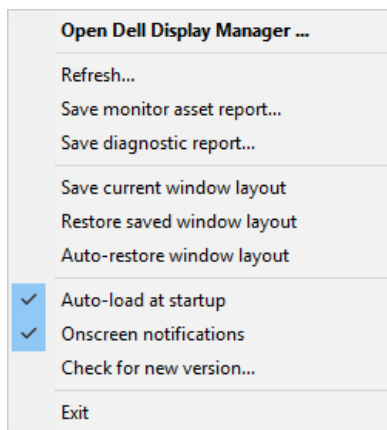 Open Dell Display Manager ...
Refresh...
Save monitor asset report...
Save diagnostic report...
Save current window layout
Restore saved window layout
Auto-restore window layout
Auto-load at startup
Onscreen notifications
Check for new version...
Exit